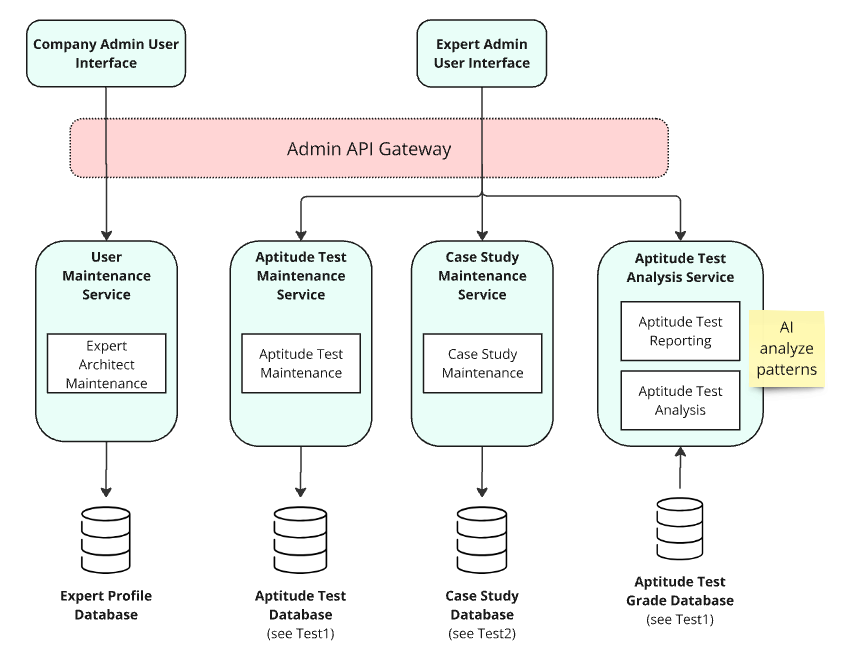 Company Admin User
Interface
Expert Admin
User Interface
Admin API Gateway
User
Maintenance
Service
Expert
Architect
Maintenance
Aptitude Test
Maintenance
Service
Aptitude Test
Maintenance
Case Study
Maintenance
Service
Case Study
Maintenance
Aptitude Test
Analysis Service
Aptitude Test
Reporting
Aptitude Test
Analysis
AI
analyze
patterns
Expert Profile
Database
Aptitude Test
Database
(see Test1)
Case Study
Database
(see Test2)
Aptitude Test
Grade Database
(see Test1)